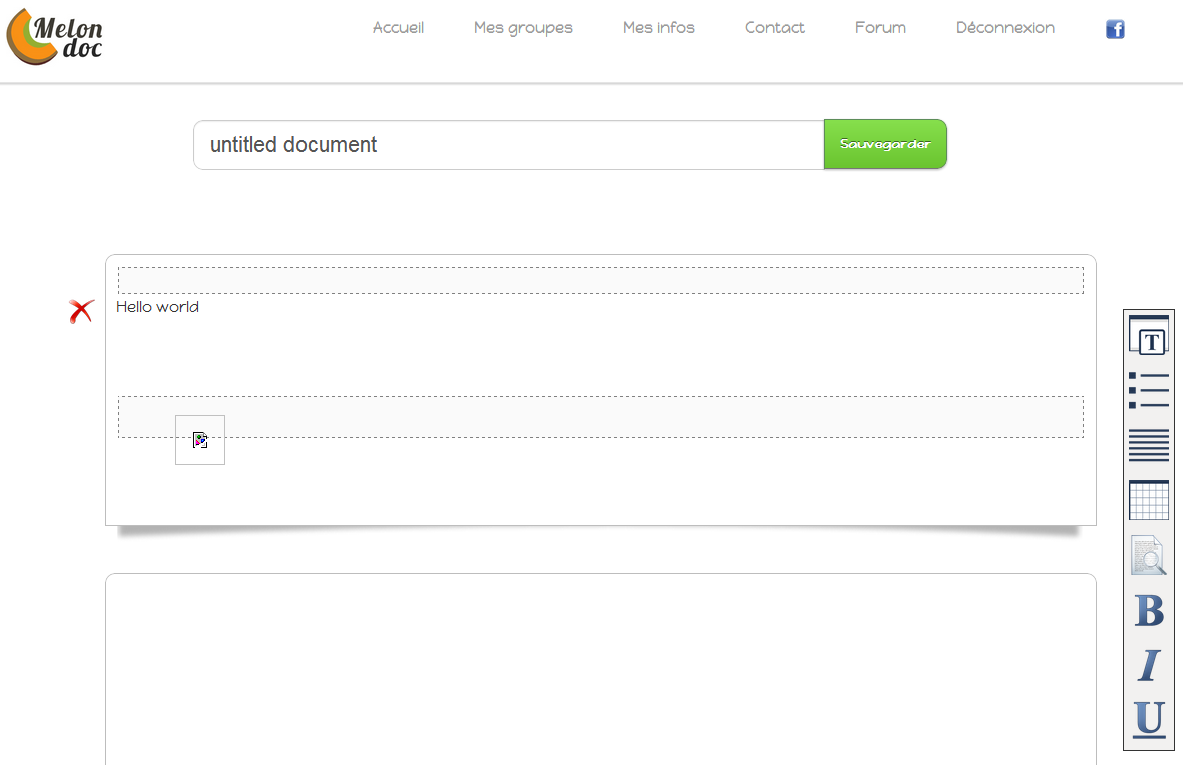 Melon
doc
Accueil Mes groupes Mes infos Contact Forum Déconnexion f
untitled document Sauvegarder
Hello world
T
B
I
U